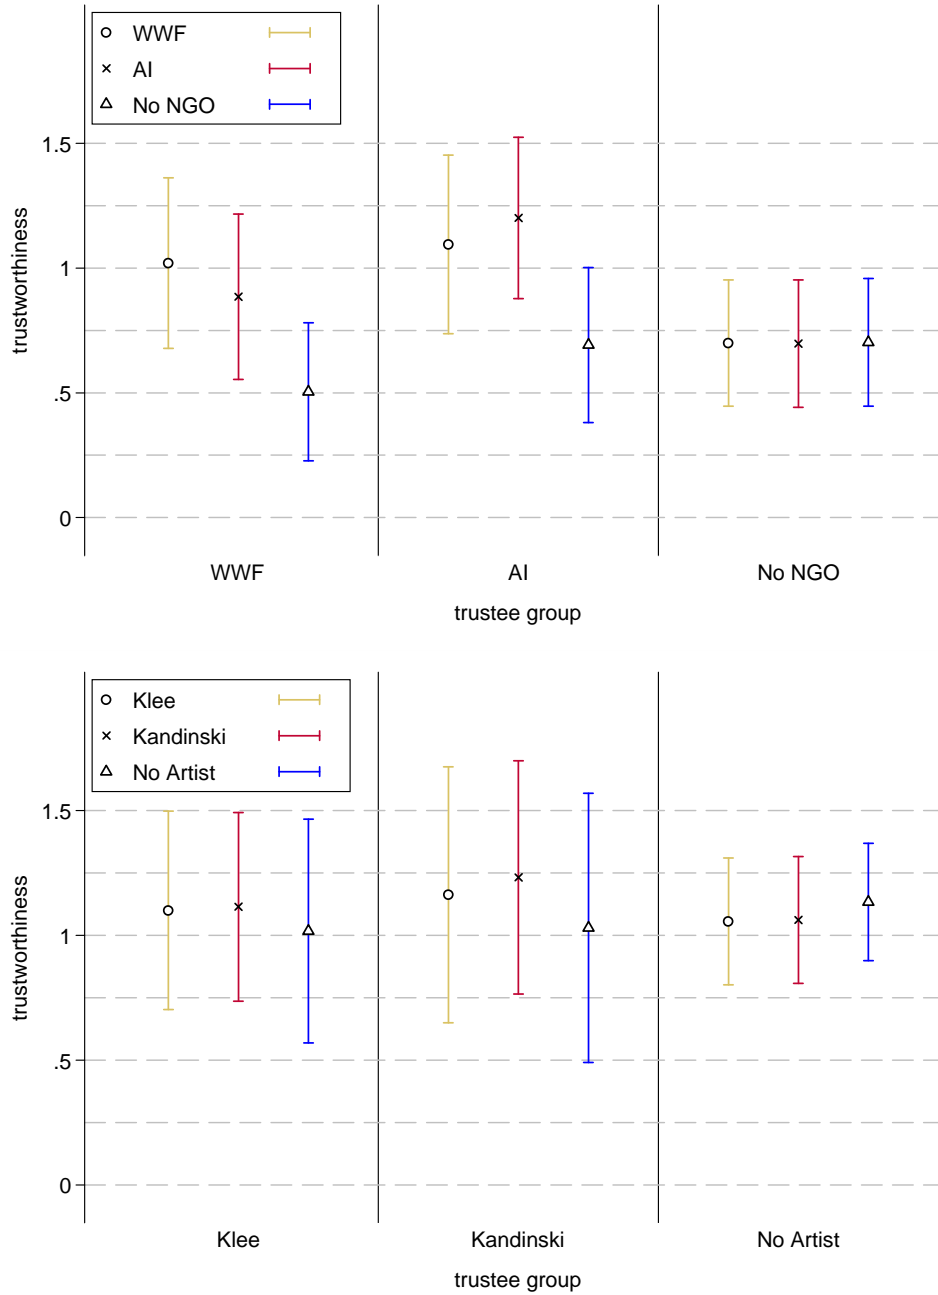 WWF
AI
No NGO
1.5
1
.5
0
trustworthiness
WWF AI No NGO
trustee group
Klee
Kandinski
No Artist
1.5
1
.5
0
trustworthiness
Klee Kandinski No Artist
trustee group